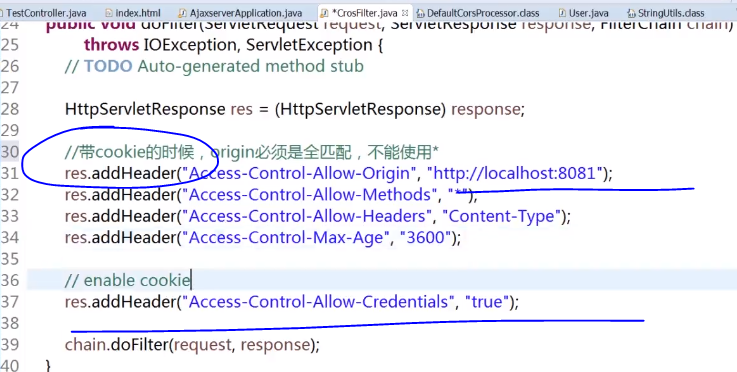 TestController.java index.html AjaxserverApplication.java *CrosFilter.java DefaultCorsProcessor.class User.java StringUtils.class
24 public void doFilter(ServletRequest request, ServletResponse response, FilterChain chain)
25 throws IOException, ServletException {
26 // TODO Auto-generated method stub
27
28 HttpServletResponse res = (HttpServletResponse) response;
29
30 //带cookie的时候，origin必须是全匹配，不能使用*
31 res.addHeader("Access-Control-Allow-Origin", "http://localhost:8081");
32 res.addHeader("Access-Control-Allow-Methods", "*");
33 res.addHeader("Access-Control-Allow-Headers", "Content-Type");
34 res.addHeader("Access-Control-Max-Age", "3600");
35
36 // enable cookie
37 res.addHeader("Access-Control-Allow-Credentials", "true");
38
39 chain.doFilter(request, response);
40 }